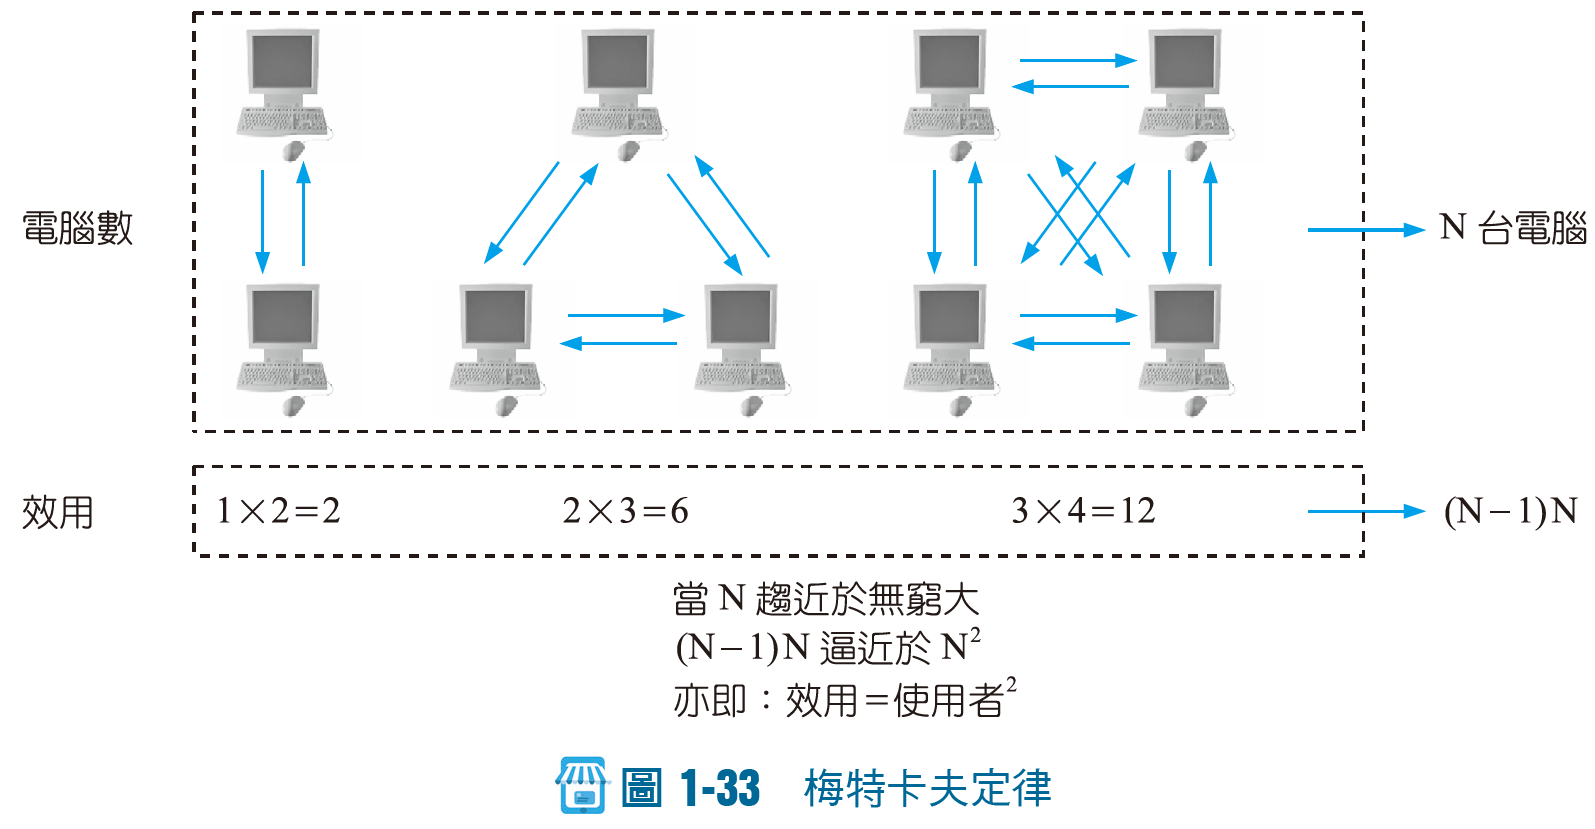 電腦數
N 台電腦
效用
1×2=2
2×3=6
3×4=12
(N−1)N
當 N 趨近於無窮大
(N−1)N 逼近於 N²
亦即：效用=使用者²
圖 1-33 梅特卡夫定律